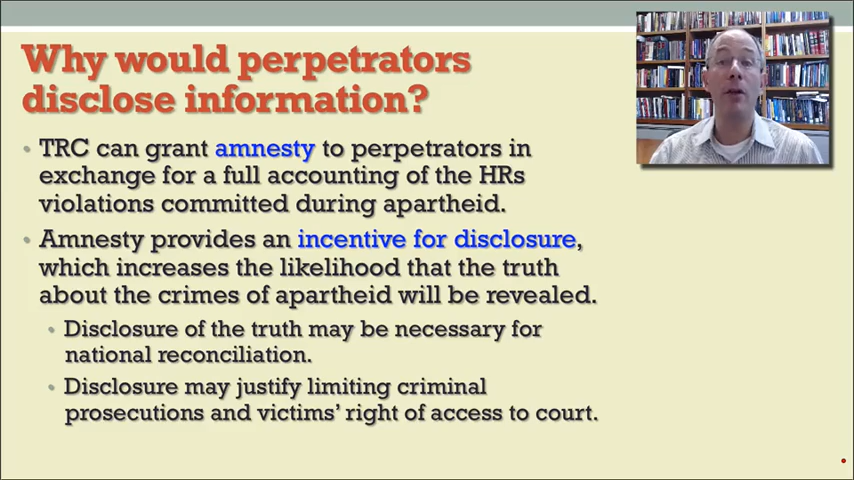 Why would perpetrators
disclose information?
• TRC can grant amnesty to perpetrators in
exchange for a full accounting of the HRs
violations committed during apartheid.
• Amnesty provides an incentive for disclosure,
which increases the likelihood that the truth
about the crimes of apartheid will be revealed.
• Disclosure of the truth may be necessary for
national reconciliation.
• Disclosure may justify limiting criminal
prosecutions and victims’ right of access to court.